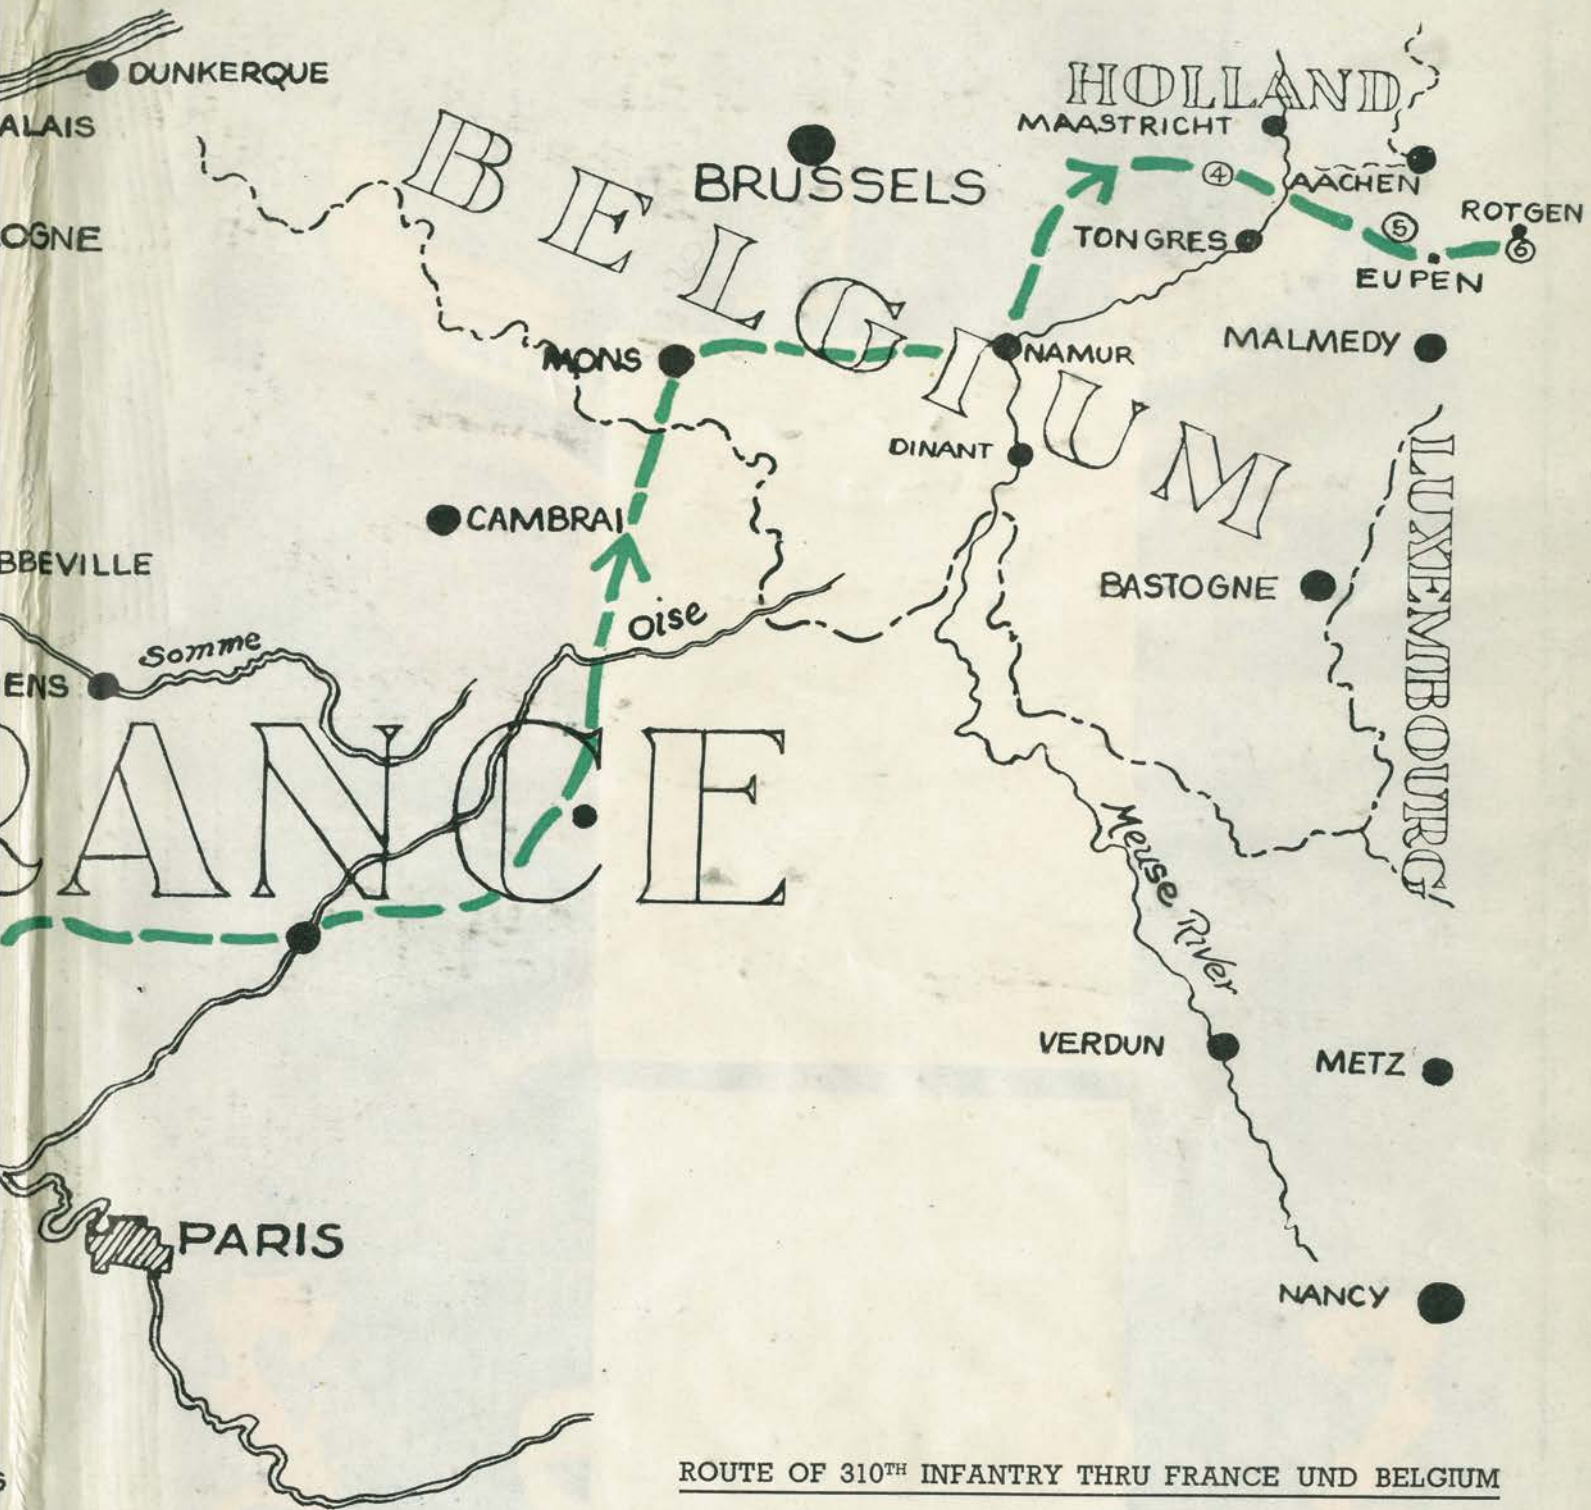 DUNKERQUE
ALAIS
HOLLAND
MAASTRICHT
BRUSSELS
④
AACHEN
⑤
ROTGEN
⑥
OGNE
TONGRES
EUPEN
BELGIUM
MONS
NAMUR
MALMEDY
DINANT
CAMBRAI
BBEVILLE
BASTOGNE
LUXEMBOURG
Somme
Oise
ENS
RANCE
Meuse River
VERDUN
METZ
PARIS
NANCY
S
ROUTE OF 310TH INFANTRY THRU FRANCE UND BELGIUM